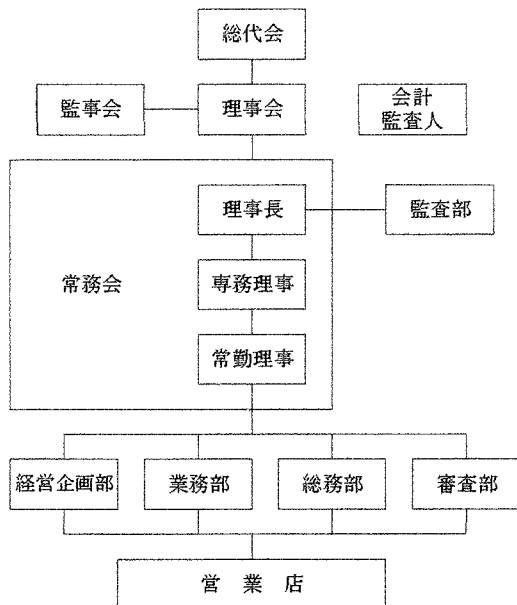 総代会
監事会
理事会
会計
監査人
理事長
監査部
常務会
専務理事
常勤理事
経営企画部
業務部
総務部
審査部
営業店